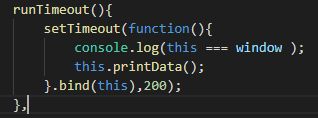 runTimeout(){
setTimeout(function(){
console.log(this === window );
this.printData();
}.bind(this),200);
},